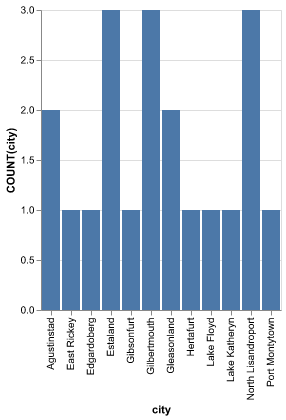 3.0
2.5
2.0
1.5
1.0
0.5
0.0
COUNT(city)
Agustinstad
East Rickey
Edgardoberg
Estaland
Gibsonfurt
Gilbertmouth
Gleasonland
Hertafurt
Lake Floyd
Lake Katheryn
North Lisandroport
Port Montytown
city